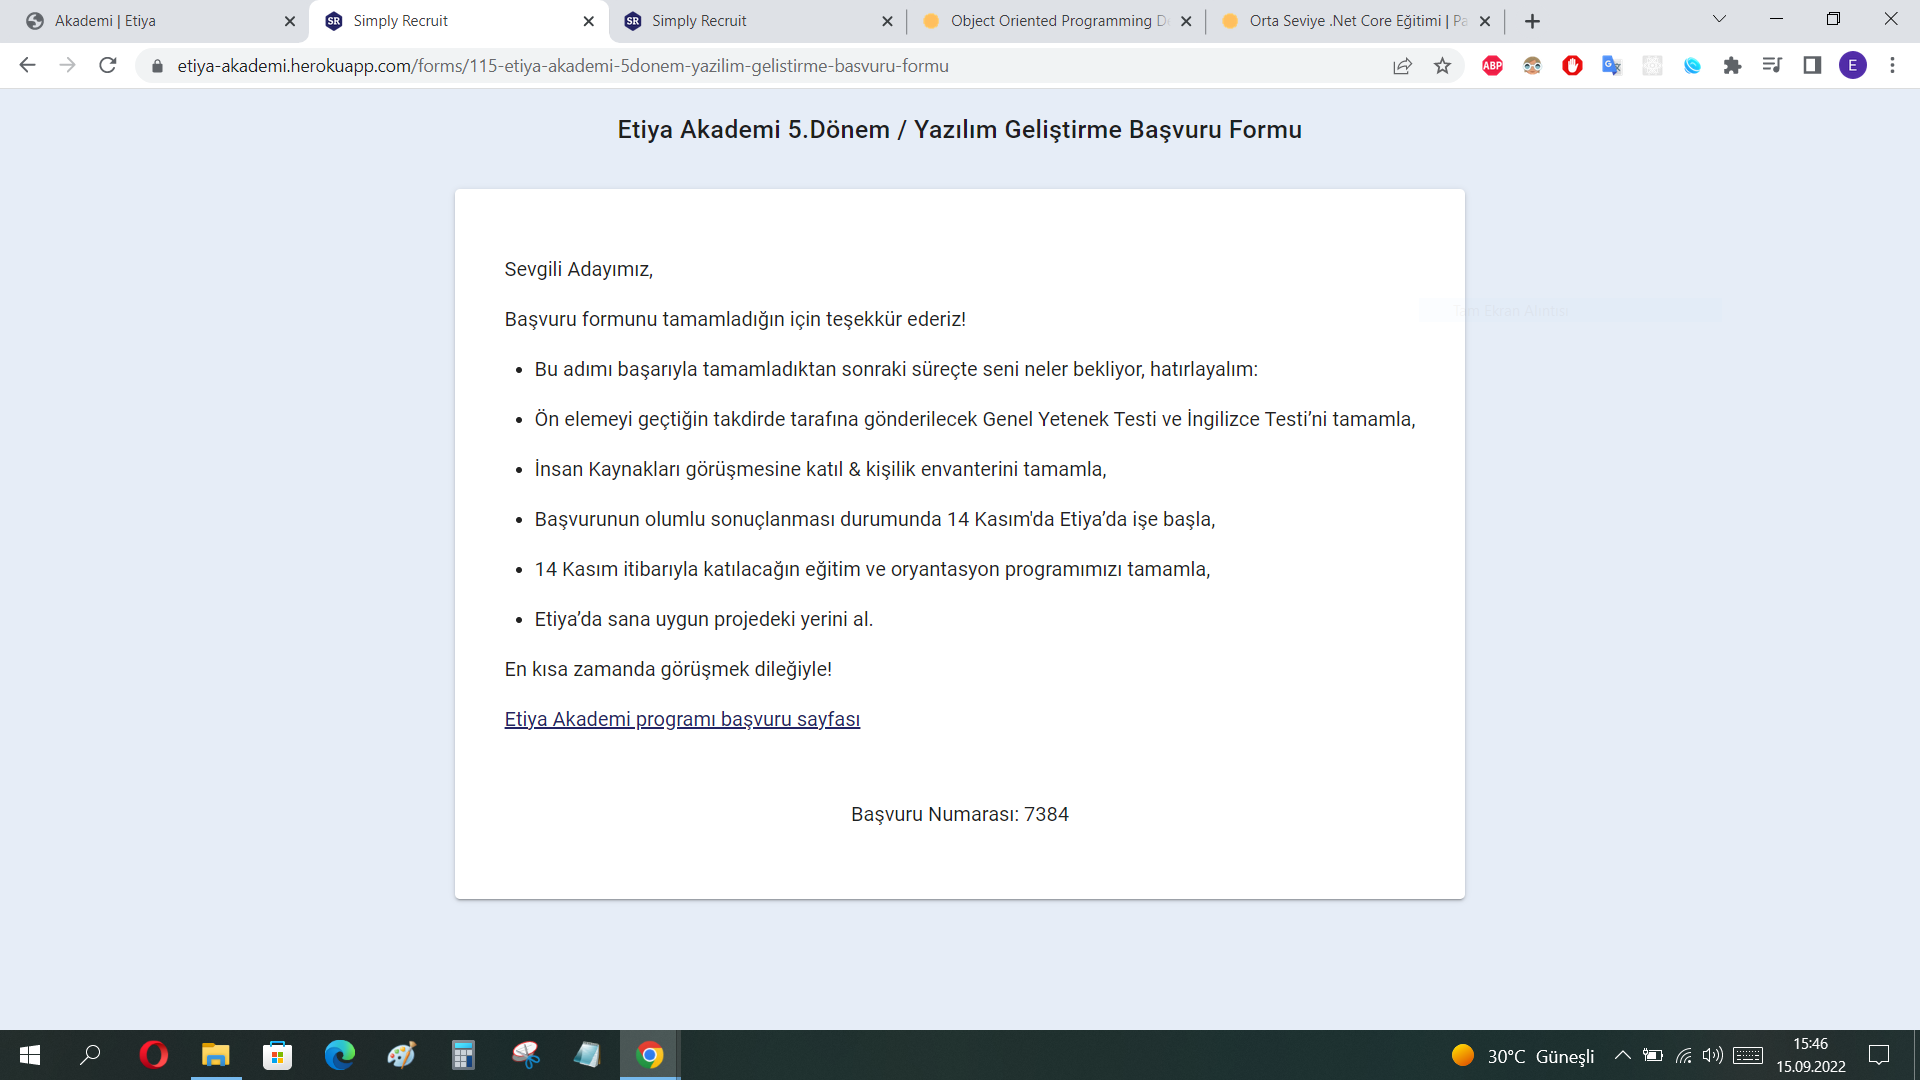 Akademi | Etiya
Simply Recruit
Simply Recruit
Object Oriented Programming D
Orta Seviye .Net Core Eğitimi | Pa
etiya-akademi.herokuapp.com/forms/115-etiya-akademi-5donem-yazilim-gelistirme-basvuru-formu
ABP
E
Etiya Akademi 5.Dönem / Yazılım Geliştirme Başvuru Formu
Sevgili Adayımız,
Başvuru formunu tamamladığın için teşekkür ederiz!
Tam Ekran Alıntısı
• Bu adımı başarıyla tamamladıktan sonraki süreçte seni neler bekliyor, hatırlayalım:
• Ön elemeyi geçtiğin takdirde tarafına gönderilecek Genel Yetenek Testi ve İngilizce Testi’ni tamamla,
• İnsan Kaynakları görüşmesine katıl & kişilik envanterini tamamla,
• Başvurunun olumlu sonuçlanması durumunda 14 Kasım'da Etiya’da işe başla,
• 14 Kasım itibarıyla katılacağın eğitim ve oryantasyon programımızı tamamla,
• Etiya’da sana uygun projedeki yerini al.
En kısa zamanda görüşmek dileğiyle!
Etiya Akademi programı başvuru sayfası
Başvuru Numarası: 7384
30°C Güneşli
15:46
15.09.2022